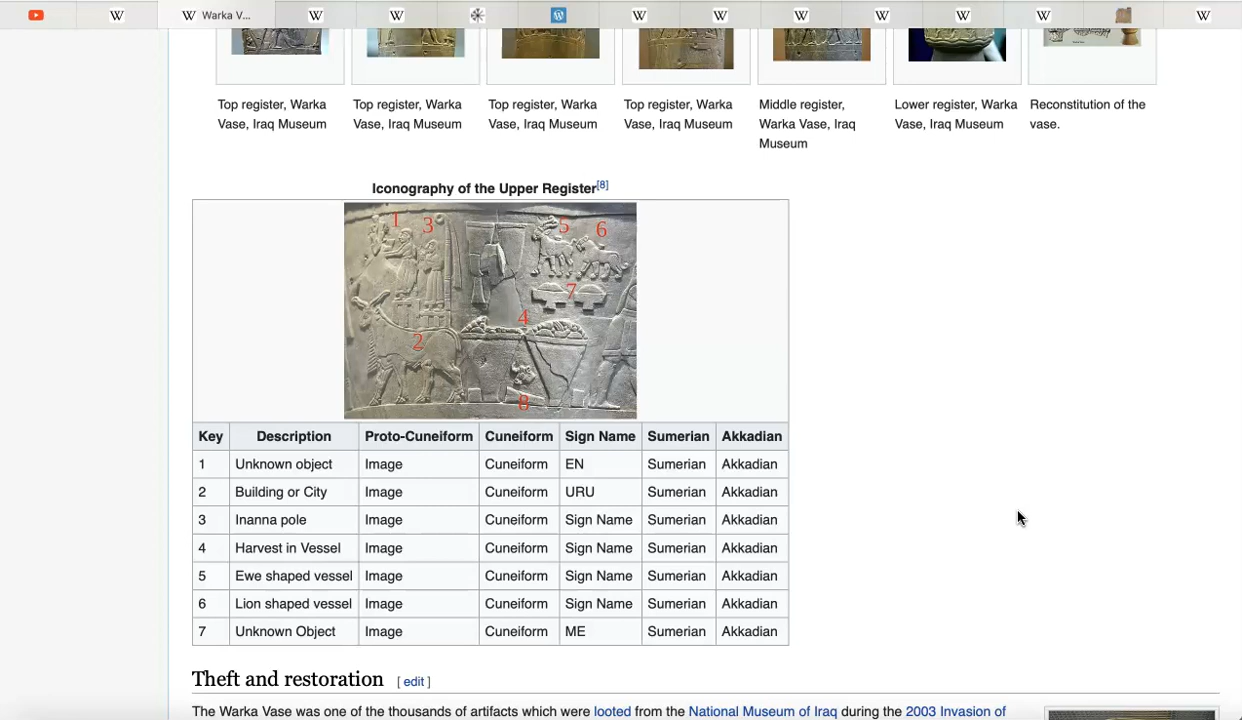 Warka V...
Top register, Warka Vase, Iraq Museum
Top register, Warka Vase, Iraq Museum
Top register, Warka Vase, Iraq Museum
Top register, Warka Vase, Iraq Museum
Middle register, Warka Vase, Iraq Museum
Lower register, Warka Vase, Iraq Museum
Reconstitution of the vase.
Iconography of the Upper Register[8]
1 3 5 6
7
4
2
8
Key Description Proto-Cuneiform Cuneiform Sign Name Sumerian Akkadian
1 Unknown object Image Cuneiform EN Sumerian Akkadian
2 Building or City Image Cuneiform URU Sumerian Akkadian
3 Inanna pole Image Cuneiform Sign Name Sumerian Akkadian
4 Harvest in Vessel Image Cuneiform Sign Name Sumerian Akkadian
5 Ewe shaped vessel Image Cuneiform Sign Name Sumerian Akkadian
6 Lion shaped vessel Image Cuneiform Sign Name Sumerian Akkadian
7 Unknown Object Image Cuneiform ME Sumerian Akkadian
Theft and restoration [ edit ]
The Warka Vase was one of the thousands of artifacts which were looted from the National Museum of Iraq during the 2003 Invasion of